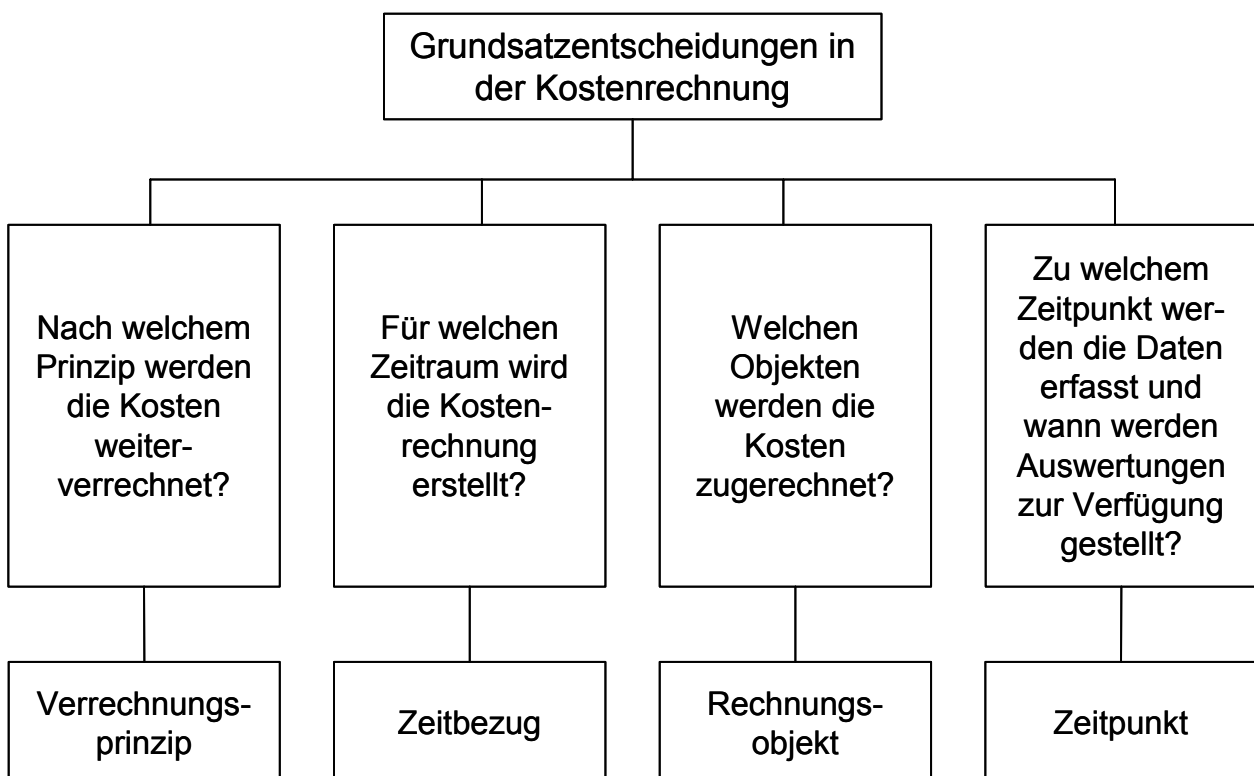 Grundsatzentscheidungen in
der Kostenrechnung
Nach welchem
Prinzip werden
die Kosten
weiter-
verrechnet?
Für welchen
Zeitraum wird
die Kosten-
rechnung
erstellt?
Welchen
Objekten
werden die
Kosten
zugerechnet?
Zu welchem
Zeitpunkt wer-
den die Daten
erfasst und
wann werden
Auswertungen
zur Verfügung
gestellt?
Verrechnungs-
prinzip
Zeitbezug
Rechnungs-
objekt
Zeitpunkt